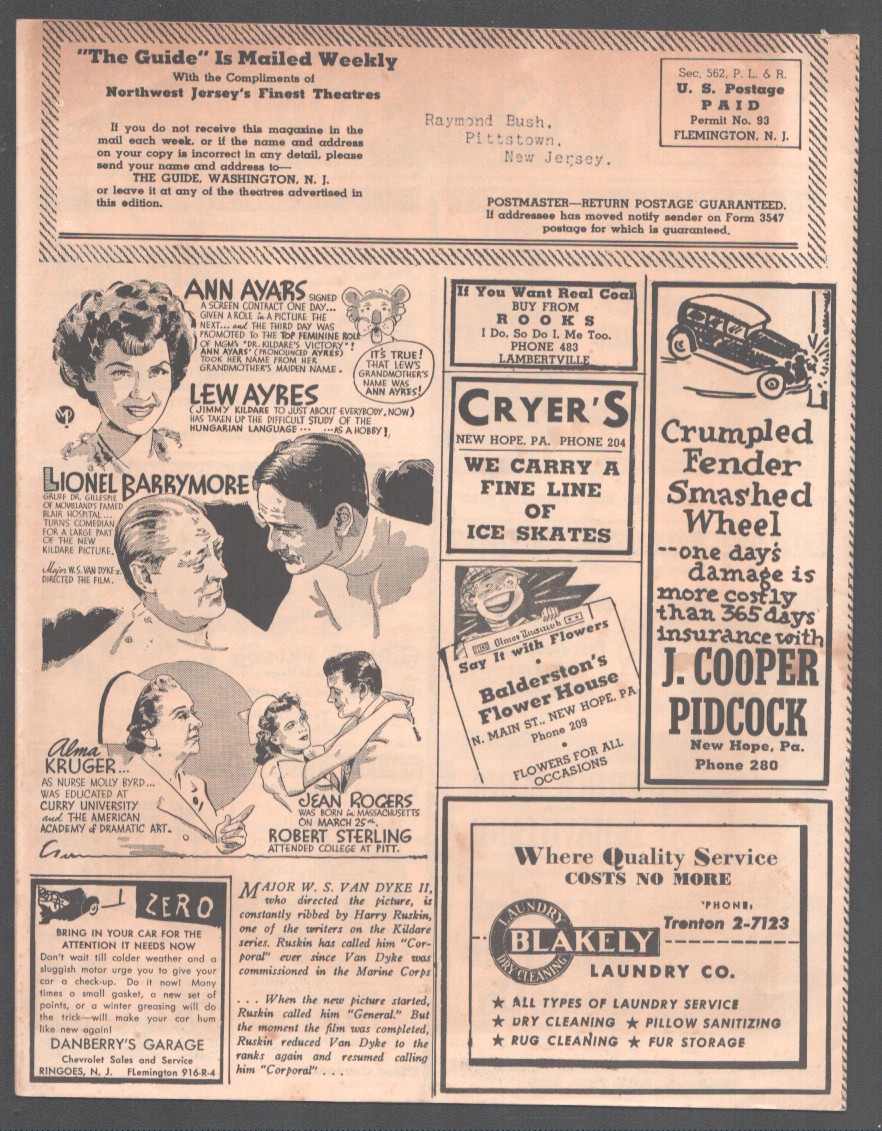 "The Guide" Is Mailed Weekly
With the Compliments of
Northwest Jersey's Finest Theatres
If you do not receive this magazine in the
mail each week, or if the name and address
on your copy is incorrect in any detail, please
send your name and address to—
THE GUIDE, WASHINGTON, N. J.
or leave it at any of the theatres advertised in
this edition.
Raymond Bush,
Pittstown,
New Jersey.
Sec. 562, P. L. & R.
U. S. Postage
PAID
Permit No. 93
FLEMINGTON, N. J.
POSTMASTER—RETURN POSTAGE GUARANTEED.
If addressee has moved notify sender on Form 3547
postage for which is guaranteed.
ANN AYARS SIGNED
A SCREEN CONTRACT ONE DAY...
GIVEN A ROLE in A PICTURE THE
NEXT... and THE THIRD DAY WAS
PROMOTED to THE TOP FEMININE ROLE
OF MGM'S "DR. KILDARE'S VICTORY"!
ANN AYARS' (PRONOUNCED AYRES)
TOOK HER NAME FROM HER
GRANDMOTHER'S MAIDEN NAME.
IT'S TRUE!
THAT LEW'S
GRANDMOTHER'S
NAME WAS
ANN AYRES!
LEW AYRES
(JIMMY KILDARE TO JUST ABOUT EVERYBODY, NOW)
HAS TAKEN UP THE DIFFICULT STUDY OF THE
HUNGARIAN LANGUAGE... ...AS A HOBBY!
LIONEL BARRYMORE
GRUFF DR. GILLESPIE
OF MOVIELAND'S FAMED
BLAIR HOSPITAL...
TURNS COMEDIAN
FOR A LARGE PART
OF THE NEW
KILDARE PICTURE.
Major W. S. VAN DYKE II
DIRECTED THE FILM.
Alma
KRUGER...
AS NURSE MOLLY BYRD...
WAS EDUCATED AT
CURRY UNIVERSITY
and THE AMERICAN
ACADEMY of DRAMATIC ART.
JEAN ROGERS
WAS BORN in MASSACHUSETTS
ON MARCH 25th.
ROBERT STERLING
ATTENDED COLLEGE AT PITT.
If You Want Real Coal
BUY FROM
ROOKS
I Do, So Do I, Me Too.
PHONE 483
LAMBERTVILLE
CRYER'S
NEW HOPE, PA. PHONE 204
WE CARRY A
FINE LINE
OF
ICE SKATES
Say It with Flowers
Balderston's
Flower House
N. MAIN ST., NEW HOPE, PA
Phone 209
FLOWERS FOR ALL
OCCASIONS
Crumpled
Fender
Smashed
Wheel
--one day's
damage is
more costly
than 365 days
insurance with
J. COOPER
PIDCOCK
New Hope, Pa.
Phone 280
ZERO
BRING IN YOUR CAR FOR THE
ATTENTION IT NEEDS NOW
Don't wait till colder weather and a
sluggish motor urge you to give your
car a check-up. Do it now! Many
times a small gasket, a new set of
points, or a winter greasing will do
the trick—will make your car hum
like new again!
DANBERRY'S GARAGE
Chevrolet Sales and Service
RINGOES, N. J. FLemington 916-R-4
MAJOR W. S. VAN DYKE II,
who directed the picture, is
constantly ribbed by Harry Ruskin,
one of the writers on the Kildare
series. Ruskin has called him "Cor-
poral" ever since Van Dyke was
commissioned in the Marine Corps
. . . When the new picture started,
Ruskin called him "General." But
the moment the film was completed,
Ruskin reduced Van Dyke to the
ranks again and resumed calling
him "Corporal" . . .
Where Quality Service
COSTS NO MORE
'PHONE:
Trenton 2-7123
LAUNDRY
BLAKELY
DRY CLEANING
LAUNDRY CO.
★ ALL TYPES OF LAUNDRY SERVICE
★ DRY CLEANING ★ PILLOW SANITIZING
★ RUG CLEANING ★ FUR STORAGE